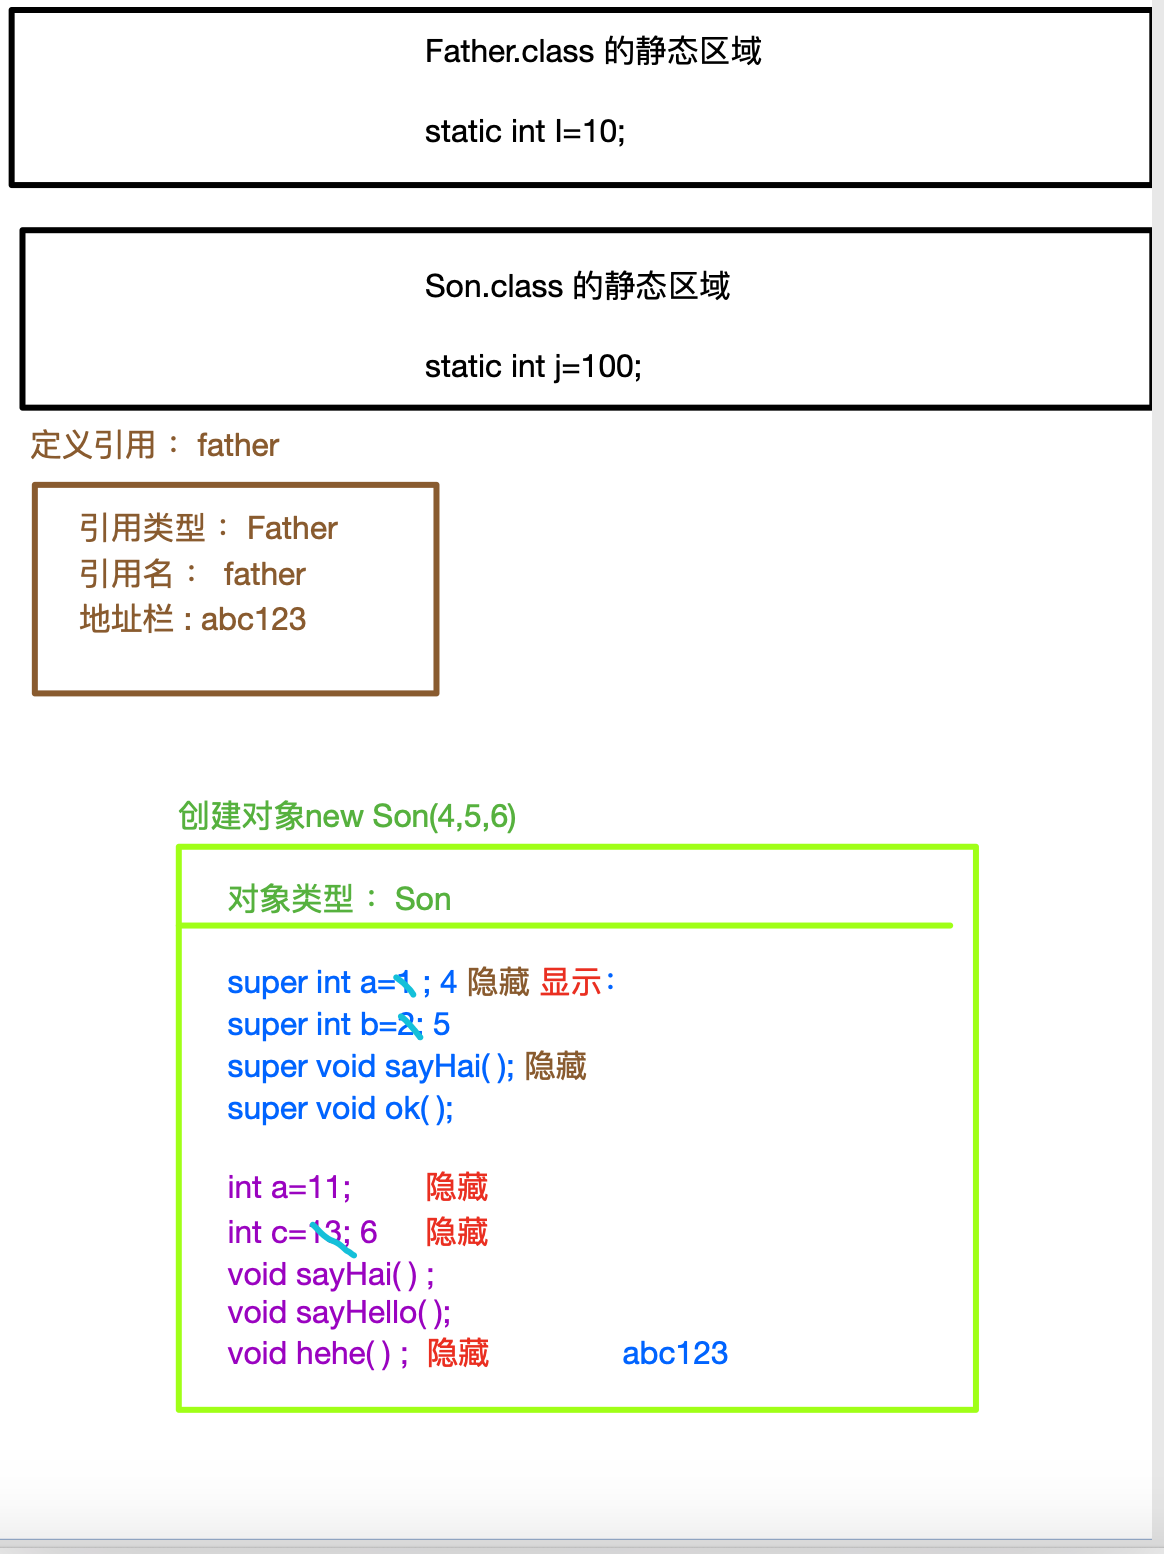 Father.class 的静态区域
static int I=10;
Son.class 的静态区域
static int j=100;
定义引用： father
引用类型： Father
引用名： father
地址栏 : abc123
创建对象new Son(4,5,6)
对象类型： Son
super int a=1 ; 4 隐藏 显示：
super int b=2; 5
super void sayHai( ); 隐藏
super void ok( );
int a=11; 隐藏
int c=13; 6 隐藏
void sayHai( ) ;
void sayHello( );
void hehe( ) ; 隐藏 abc123